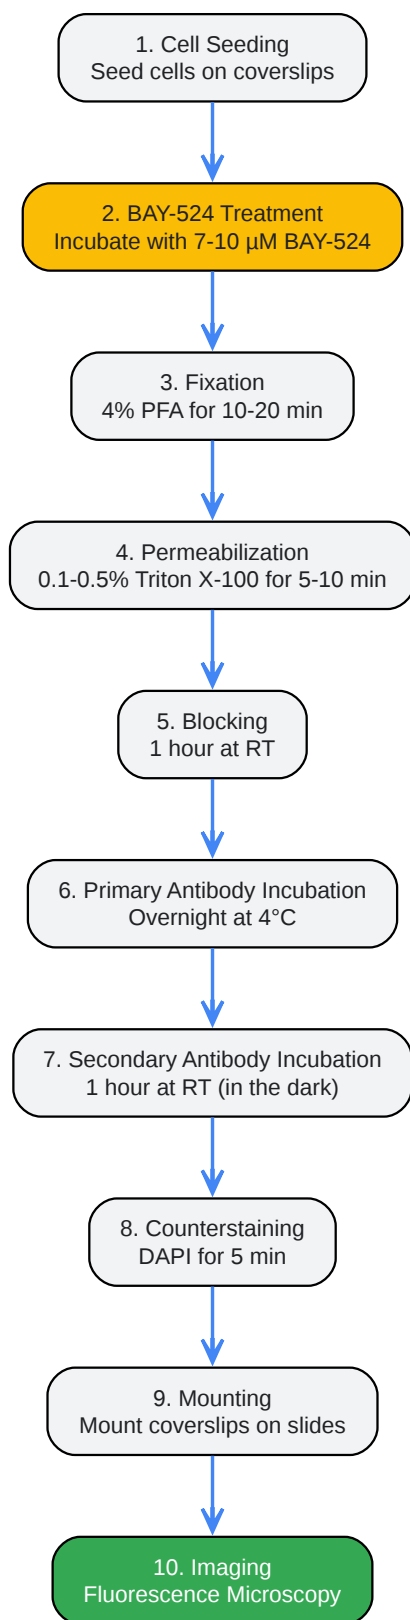 1. Cell Seeding
Seed cells on coverslips
2. BAY-524 Treatment
Incubate with 7-10 µM BAY-524
3. Fixation
4% PFA for 10-20 min
4. Permeabilization
0.1-0.5% Triton X-100 for 5-10 min
5. Blocking
1 hour at RT
6. Primary Antibody Incubation
Overnight at 4°C
7. Secondary Antibody Incubation
1 hour at RT (in the dark)
8. Counterstaining
DAPI for 5 min
9. Mounting
Mount coverslips on slides
10. Imaging
Fluorescence Microscopy